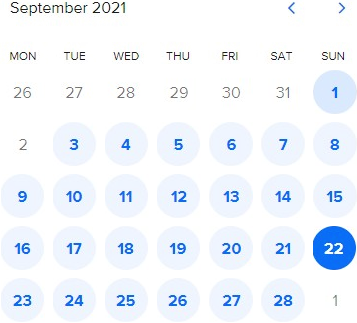 September 2021
MON TUE WED THU FRI SAT SUN
26 27 28 29 30 31 1
2 3 4 5 6 7 8
9 10 11 12 13 14 15
16 17 18 19 20 21 22
23 24 25 26 27 28 1